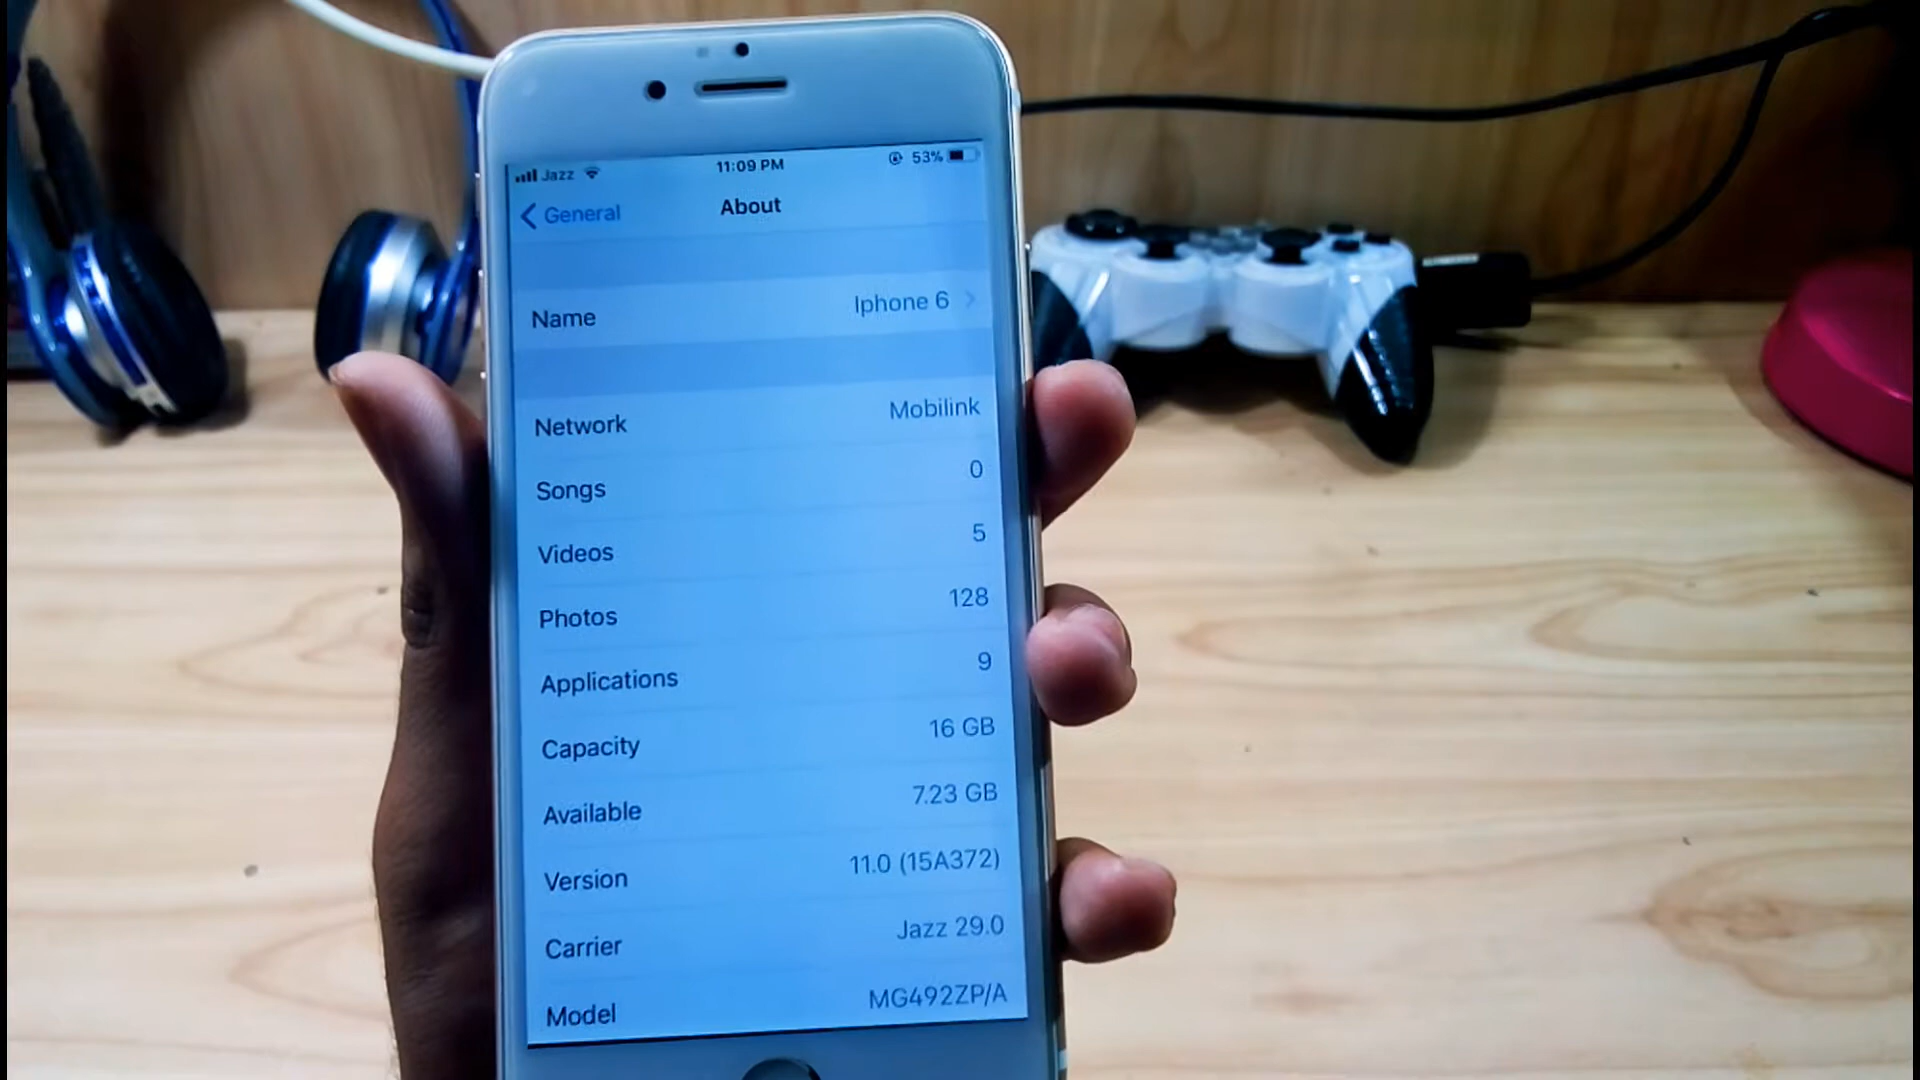 Jazz 11:09 PM 53%
General About
Name Iphone 6
Network Mobilink
Songs 0
Videos 5
Photos 128
Applications 9
Capacity 16 GB
Available 7.23 GB
Version 11.0 (15A372)
Carrier Jazz 29.0
Model MG492ZP/A